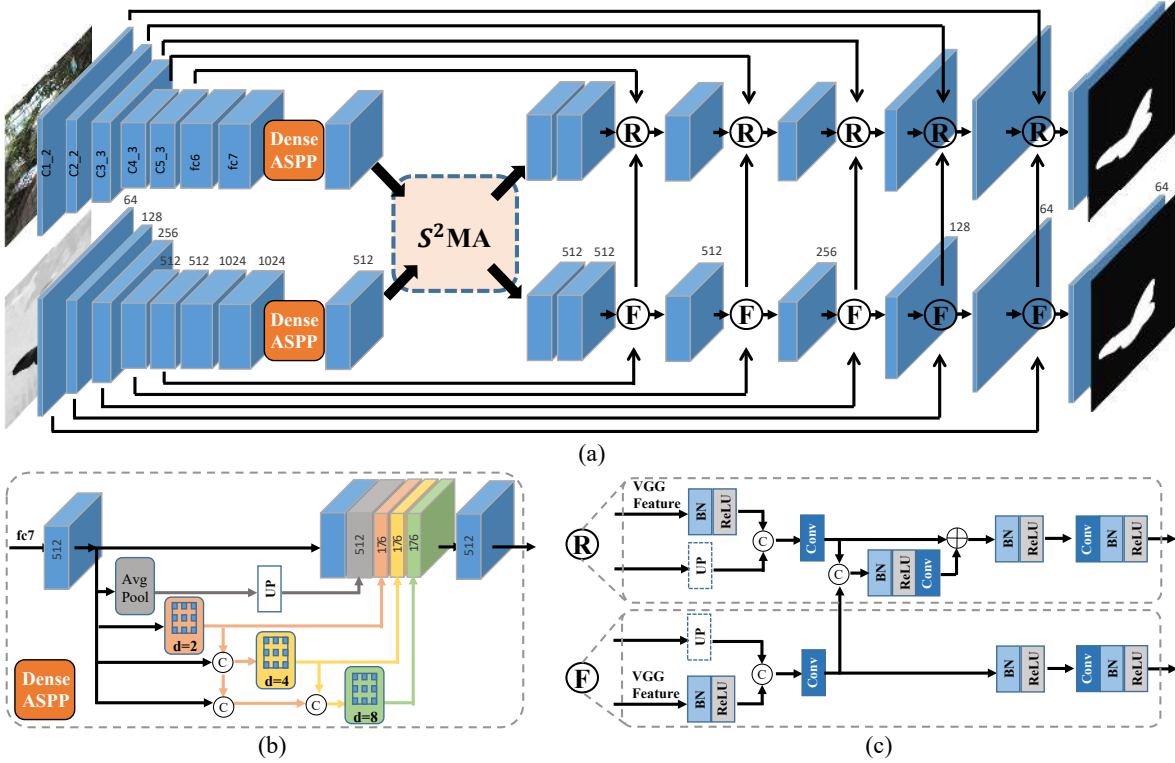 C1_2
C2_2
C3_3
C4_3
C5_3
fc6
fc7
Dense
ASPP
R
R
R
R
R
S²MA
64
128
256
512
512
1024
1024
Dense
ASPP
512
512
512
512
256
128
64
64
F
F
F
F
F
(a)
fc7
512
Avg
Pool
UP
512
176
176
176
512
d=2
C
d=4
C
C
d=8
Dense
ASPP
(b)
R
VGG
Feature
BN
ReLU
UP
C
Conv
C
BN
ReLU
Conv
BN
ReLU
Conv
BN
ReLU
F
UP
VGG
Feature
BN
ReLU
C
Conv
BN
ReLU
Conv
BN
ReLU
(c)